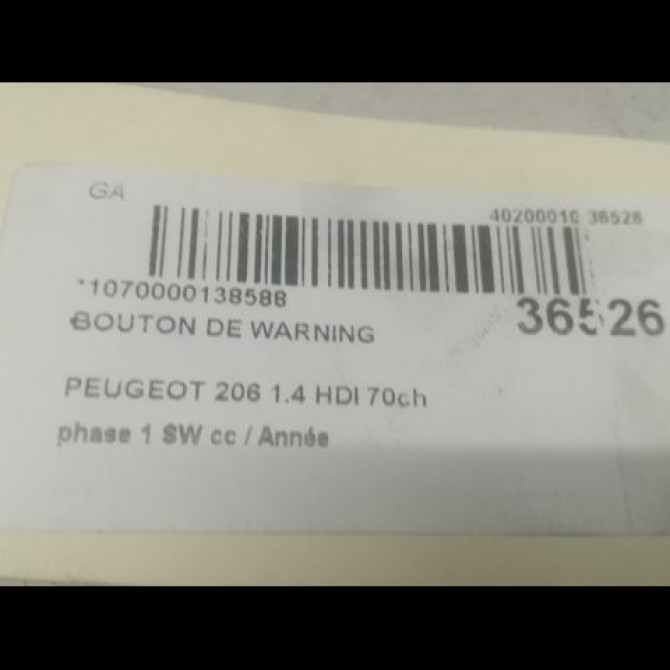 GA
40200010 36526
*1070000138588
36526
BOUTON DE WARNING
PEUGEOT 206 1.4 HDI 70ch
phase 1 SW cc / Année